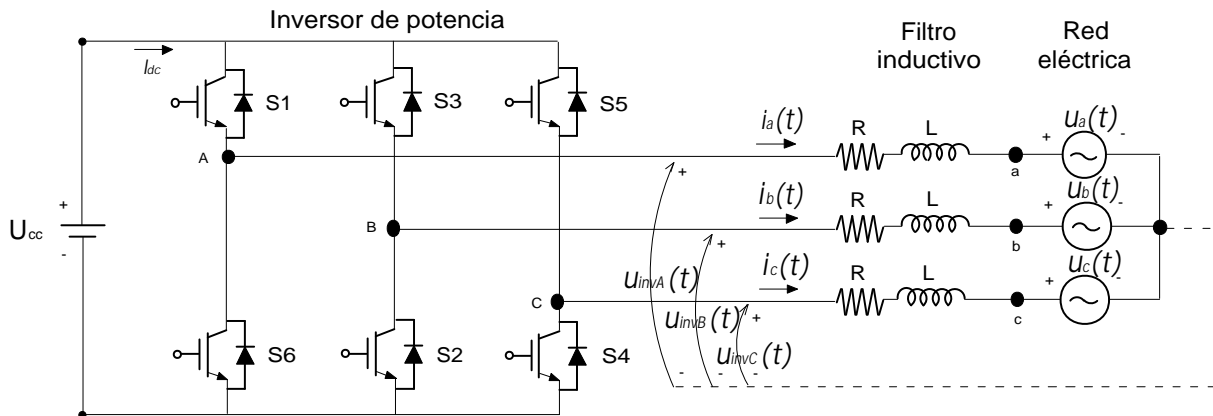 Inversor de potencia
Filtro
inductivo
Red
eléctrica
Idc
S1
S3
S5
A
ia(t)
R
L
a
+
ua(t)
-
Ucc
+
-
B
ib(t)
R
L
b
+
ub(t)
-
C
ic(t)
R
L
c
+
uc(t)
-
+
+
+
uinvA(t)
uinvB(t)
uinvC(t)
S6
S2
S4
-
-
-